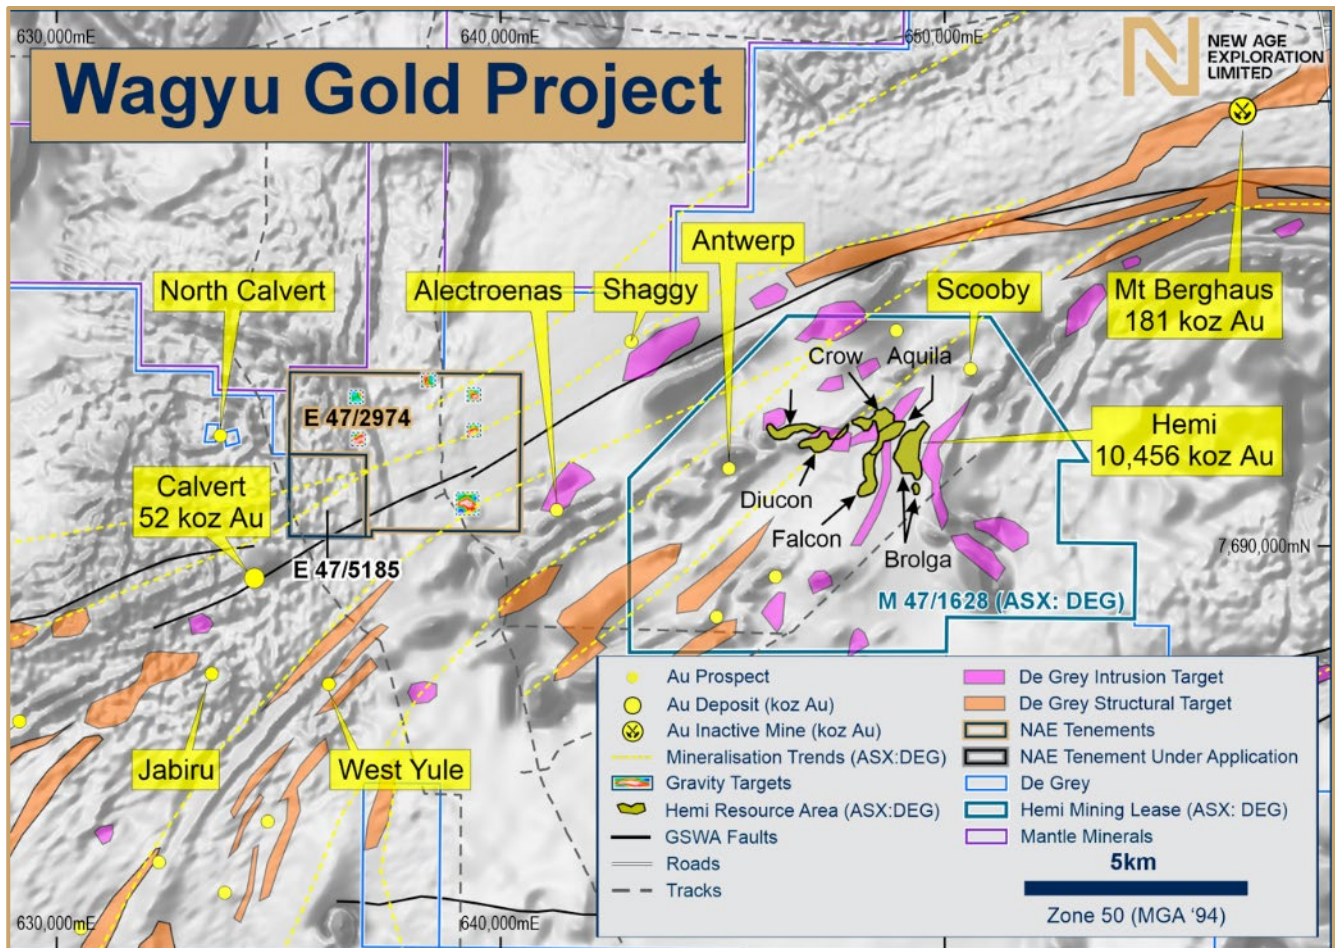 630,000mE
640,000mE
650,000mE
NEW AGE
EXPLORATION
LIMITED
Wagyu Gold Project
Antwerp
North Calvert
Alectroenas
Shaggy
Scooby
Mt Berghaus
181 koz Au
Crow
Aquila
E 47/2974
Hemi
10,456 koz Au
Calvert
52 koz Au
Diucon
Falcon
Brolga
7,690,000mN
E 47/5185
M 47/1628 (ASX: DEG)
Jabiru
West Yule
Au Prospect
Au Deposit (koz Au)
Au Inactive Mine (koz Au)
Mineralisation Trends (ASX:DEG)
Gravity Targets
Hemi Resource Area (ASX:DEG)
GSWA Faults
Roads
Tracks
De Grey Intrusion Target
De Grey Structural Target
NAE Tenements
NAE Tenement Under Application
De Grey
Hemi Mining Lease (ASX: DEG)
Mantle Minerals
5km
Zone 50 (MGA ‘94)
630,000mE
640,000mE